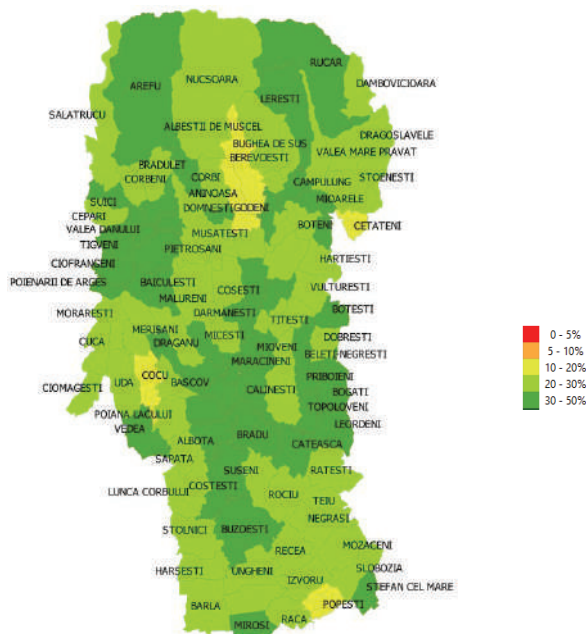 RUCAR
NUCSOARA
AREFU
DAMBOVICIOARA
LERESTI
SALATRUCU
ALBESTII DE MUSCEL
DRAGOSLAVELE
BUGHEA DE SUS
VALEA MARE PRAVAT
BEREVOESTI
BRADULET
CORBENI
CORBI
CAMPULUNG
STOENESTI
ANINOASA
MIOARELE
SUICI
DOMNESTI
GODENI
CEPARI
BOTENI
CETATENI
VALEA DANULUI
MUSATESTI
TIGVENI
PIETROSANI
CIOFRANGENI
HARTIESTI
POIENARII DE ARGES
BAICULESTI
COSESTI
VULTURESTI
MALURENI
MORARESTI
DARMANESTI
BOTESTI
TITESTI
MERISANI
MICESTI
DOBRESTI
CUCA
DRAGANU
MIOVENI
BELETI-NEGRESTI
MARACINENI
COCU
PRIBOIENI
CIOMAGESTI
UDA
BASCOV
CALINESTI
BOGATI
TOPOLOVENI
POIANA LACULUI
LEORDENI
VEDEA
ALBOTA
BRADU
CATEASCA
SAPATA
SUSENI
RATESTI
LUNCA CORBULUI
COSTESTI
ROCIU
TEIU
NEGRASI
STOLNICI
BUZOESTI
RECEA
MOZACENI
HARSESTI
UNGHENI
SLOBOZIA
IZVORU
STEFAN CEL MARE
BARLA
POPESTI
RACA
MIROSI
0 - 5%
5 - 10%
10 - 20%
20 - 30%
30 - 50%